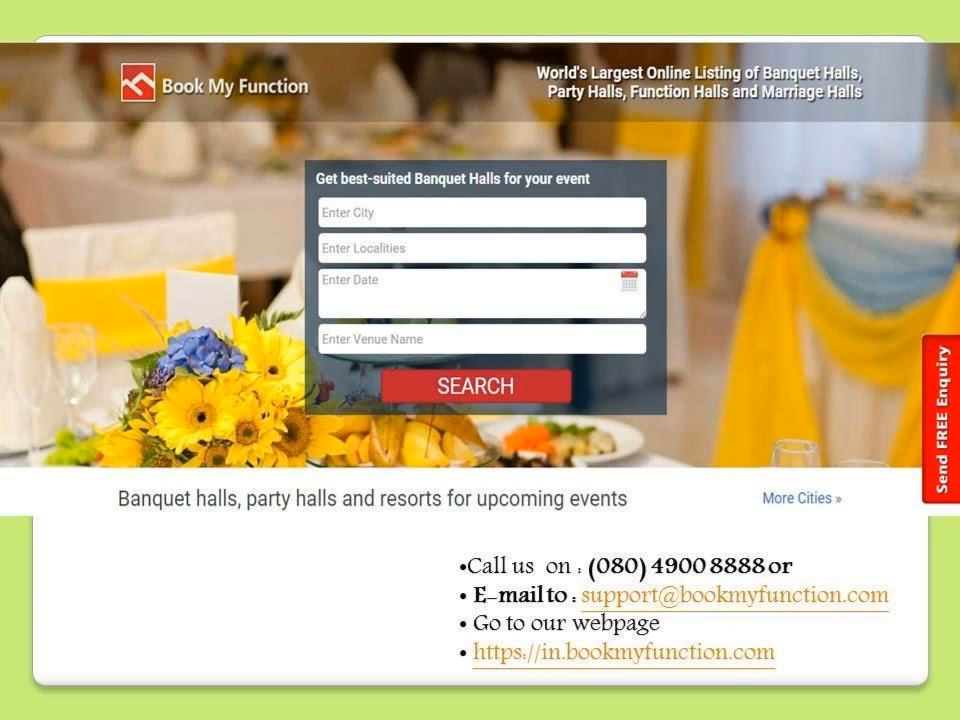 Book My Function
World's Largest Online Listing of Banquet Halls,
Party Halls, Function Halls and Marriage Halls
Get best-suited Banquet Halls for your event
Enter City
Enter Localities
Enter Date
Enter Venue Name
SEARCH
Send FREE Enquiry
Banquet halls, party halls and resorts for upcoming events
More Cities »
•Call us on : (080) 4900 8888 or
• E-mail to : support@bookmyfunction.com
• Go to our webpage
• https://in.bookmyfunction.com